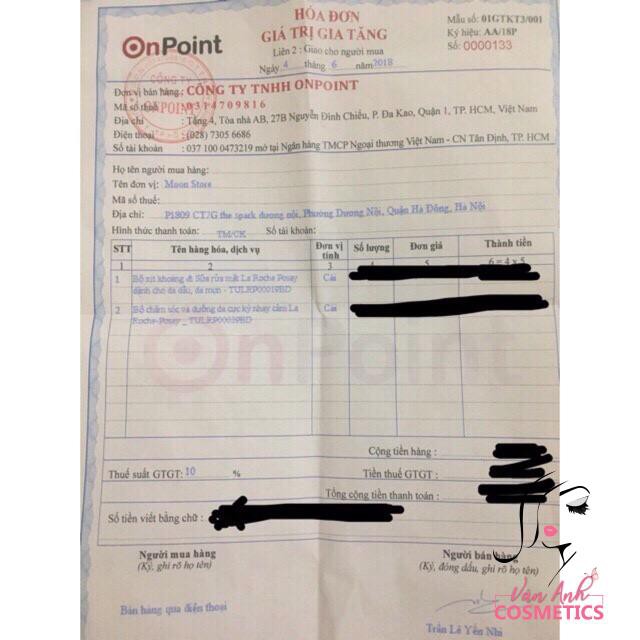 HÓA ĐƠN
GIÁ TRỊ GIA TĂNG
Liên 2: Giao cho người mua
Ngày 4 tháng 6 năm 2018
Mẫu số: 01GTKT3/001
Ký hiệu: AA/18P
Số: 0000133
OnPoint
CÔNG TY
ONPOINT
Đơn vị bán hàng: CÔNG TY TNHH ONPOINT
Mã số thuế : 0314709816
Địa chỉ : Tầng 4, Tòa nhà AB, 27B Nguyễn Đình Chiểu, P. Đa Kao, Quận 1, TP. HCM, Việt Nam
Điện thoại : (028) 7305 6686
Số tài khoản : 037 100 0473219 mở tại Ngân hàng TMCP Ngoại thương Việt Nam - CN Tân Định, TP. HCM
Họ tên người mua hàng:
Tên đơn vị: Moon Store
Mã số thuế:
Địa chỉ: P1809 CT7G the spark dương nội, Phường Dương Nội, Quận Hà Đông, Hà Nội
Hình thức thanh toán: TM/CK Số tài khoản:
STT Tên hàng hóa, dịch vụ Đơn vị tính Số lượng Đơn giá Thành tiền
1 2 3 5 6 = 4 x 5
1 Bộ xịt khoáng đi Sữa rửa mặt La Roche Posay Cái
dành cho da dầu, da mụn - TULRP00019BD
2 Bộ chăm sóc và dưỡng da cực kỳ nhạy cảm La Cái
Roche-Posay _ TULRP00029BD
OnPoint
Cộng tiền hàng :
Thuế suất GTGT: 10 % Tiền thuế GTGT :
Tổng cộng tiền thanh toán :
Số tiền viết bằng chữ :
Người mua hàng Người bán hàng
(Ký, ghi rõ họ tên) (Ký, đóng dấu, ghi rõ họ tên)
Bán hàng qua điện thoại
Trần Lê Yến Nhi
Vân Anh
COSMETICS